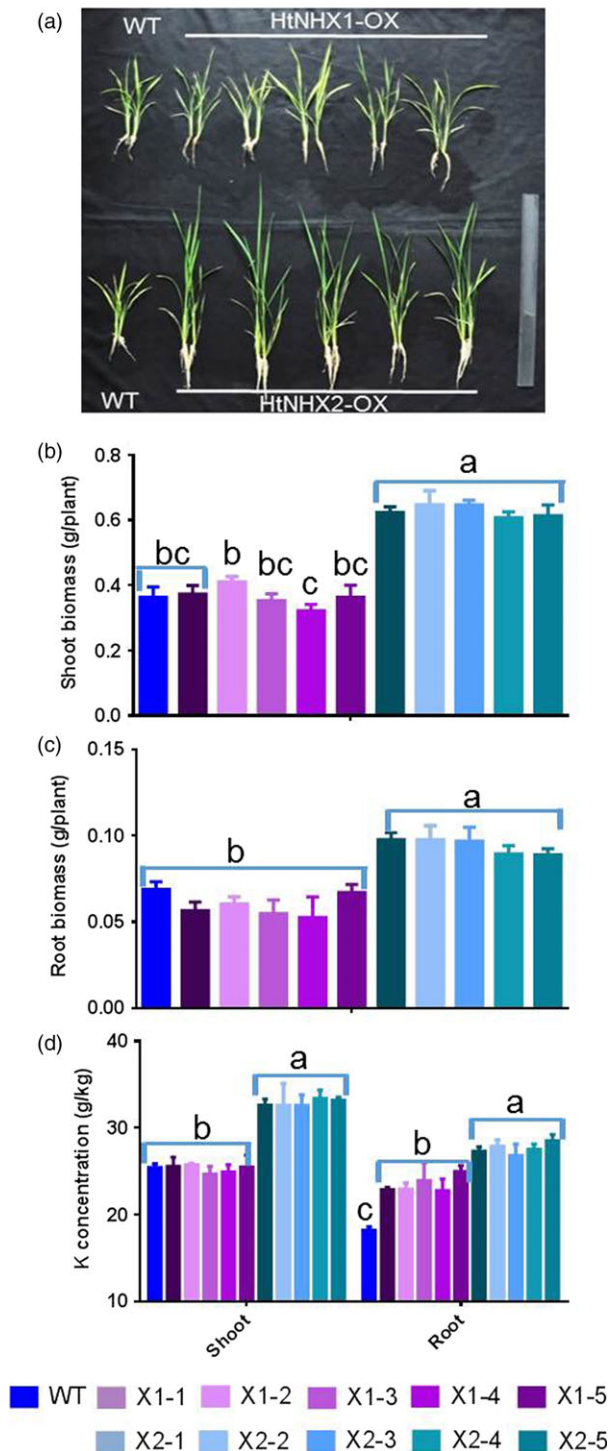 (a)
WT HtNHX1-OX
WT HtNHX2-OX
(b)
Shoot biomass (g/plant)
0.8
0.6
0.4
0.2
0.0
bc b bc c bc a
(c)
Root biomass (g/plant)
0.15
0.10
0.05
0.00
b a
(d)
K concentration (g/kg)
40
30
20
10
b a c b a
Shoot Root
WT X1-1 X1-2 X1-3 X1-4 X1-5
X2-1 X2-2 X2-3 X2-4 X2-5